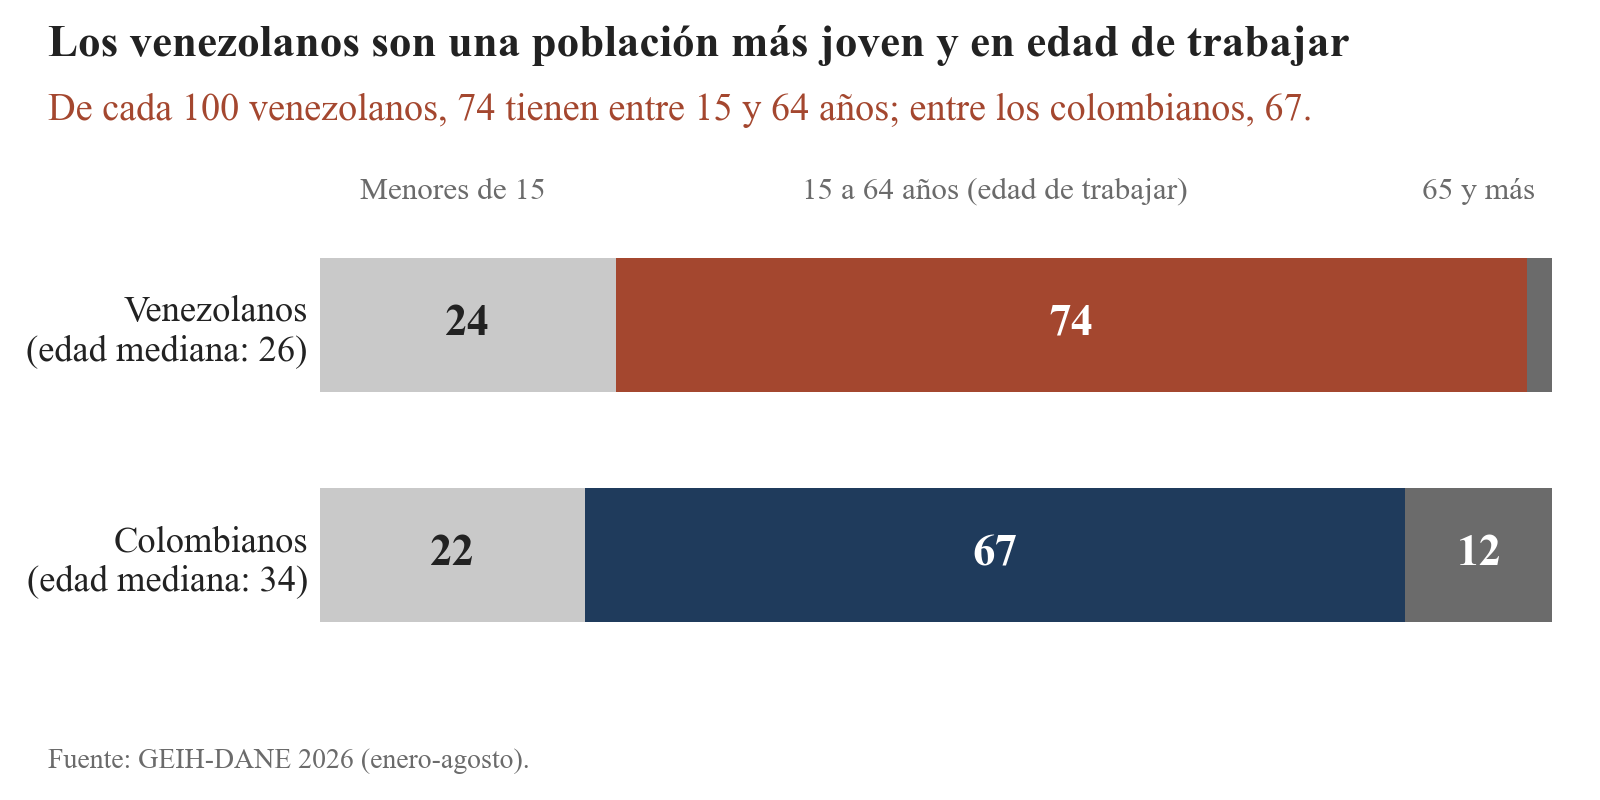 Los venezolanos son una población más joven y en edad de trabajar
De cada 100 venezolanos, 74 tienen entre 15 y 64 años; entre los colombianos, 67.
Menores de 15
15 a 64 años (edad de trabajar)
65 y más
Venezolanos
(edad mediana: 26)
24
74
Colombianos
(edad mediana: 34)
22
67
12
Fuente: GEIH-DANE 2026 (enero-agosto).